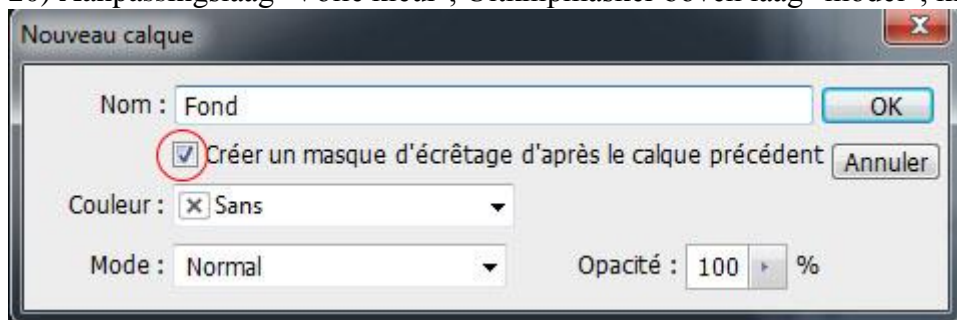 Nouveau calque
Nom : Fond OK
Créer un masque d'écrêtage d'après le calque précédent Annuler
Couleur : Sans
Mode : Normal Opacité : 100 %